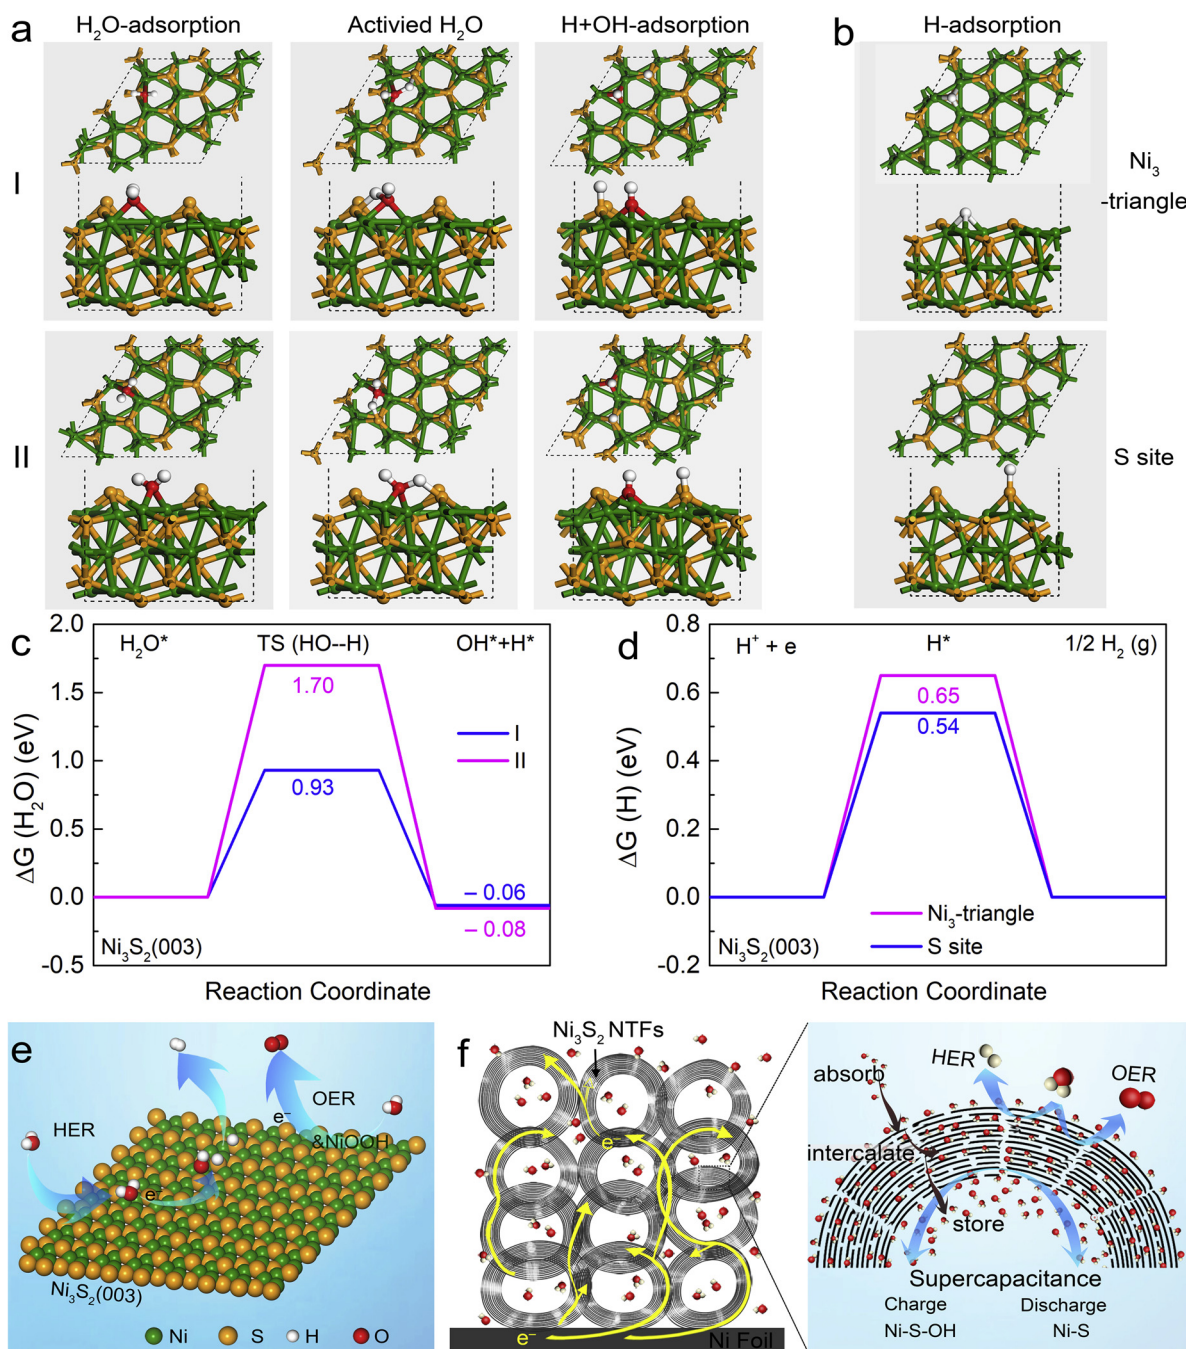 a
H₂O-adsorption
Activied H₂O
H+OH-adsorption
b
H-adsorption
I
Ni₃
-triangle
II
S site
c
H₂O*
TS (HO--H)
OH*+H*
2.0
1.5
1.0
0.5
0.0
-0.5
ΔG (H₂O) (eV)
1.70
0.93
I
II
– 0.06
– 0.08
Ni₃S₂(003)
Reaction Coordinate
d
H⁺ + e
H*
1/2 H₂ (g)
0.8
0.6
0.4
0.2
0.0
-0.2
ΔG (H) (eV)
0.65
0.54
Ni₃-triangle
S site
Ni₃S₂(003)
Reaction Coordinate
e
HER
OER
&NiOOH
e⁻
e⁻
Ni₃S₂(003)
Ni
S
H
O
f
Ni₃S₂ NTFs
e⁻
e⁻
Ni Foil
HER
OER
absorb
intercalate
store
Supercapacitance
Charge
Discharge
Ni-S-OH
Ni-S